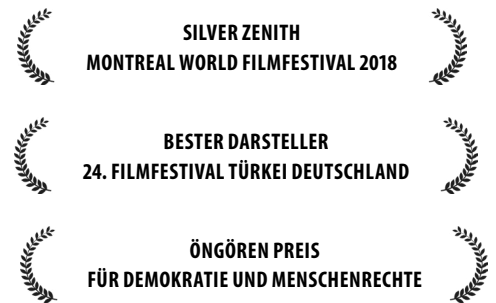 SILVER ZENITH
MONTREAL WORLD FILMFESTIVAL 2018
BESTER DARSTELLER
24. FILMFESTIVAL TÜRKEI DEUTSCHLAND
ÖNGÖREN PREIS
FÜR DEMOKRATIE UND MENSCHENRECHTE